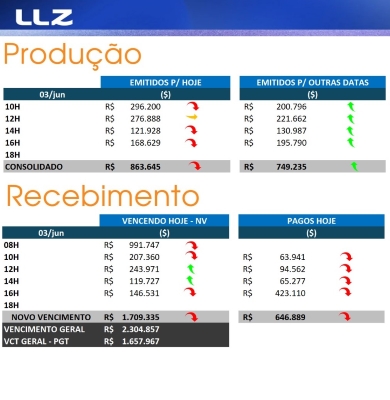 LLZ
Produção
EMITIDOS P/ HOJE EMITIDOS P/ OUTRAS DATAS
03/jun ($) ($)
10H R$ 296.200 R$ 200.796
12H R$ 276.888 R$ 221.662
14H R$ 121.928 R$ 130.987
16H R$ 168.629 R$ 195.790
18H
CONSOLIDADO R$ 863.645 R$ 749.235
Recebimento
VENCENDO HOJE - NV PAGOS HOJE
03/jun ($) ($)
08H R$ 991.747
10H R$ 207.360 R$ 63.941
12H R$ 243.971 R$ 94.562
14H R$ 119.727 R$ 65.277
16H R$ 146.531 R$ 423.110
18H
NOVO VENCIMENTO R$ 1.709.335 R$ 646.889
VENCIMENTO GERAL R$ 2.304.857
VCT GERAL - PGT R$ 1.657.967